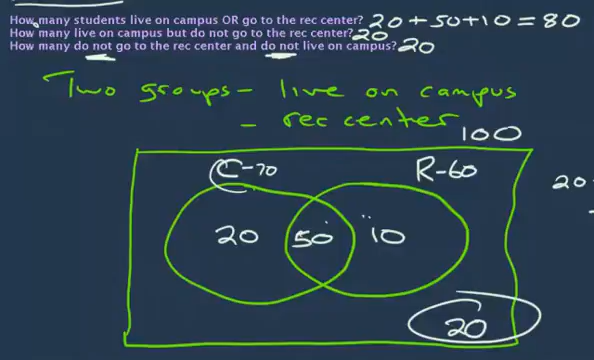 How many students live on campus OR go to the rec center? 20+50+10=80
How many live on campus but do not go to the rec center? 20
How many do not go to the rec center and do not live on campus? 20
Two groups - live on campus
- rec center
100
C-70 R-60
20
20 50 10
20